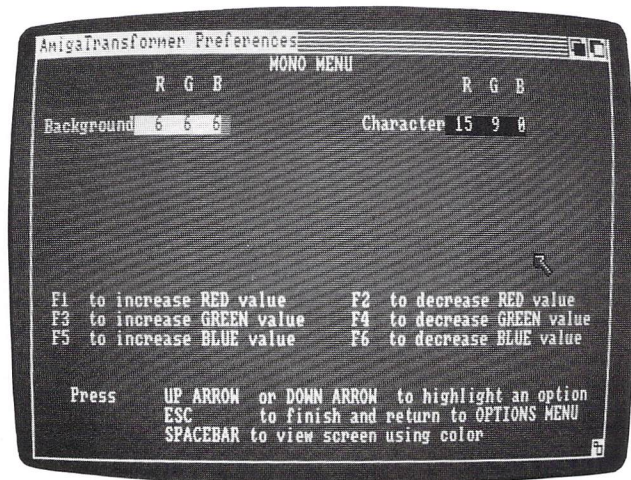 AmigaTransformer Preferences
MONO MENU
R G B R G B
Background 6 6 6 Character 15 9 0
F1 to increase RED value F2 to decrease RED value
F3 to increase GREEN value F4 to decrease GREEN value
F5 to increase BLUE value F6 to decrease BLUE value
Press UP ARROW or DOWN ARROW to highlight an option
ESC to finish and return to OPTIONS MENU
SPACEBAR to view screen using color